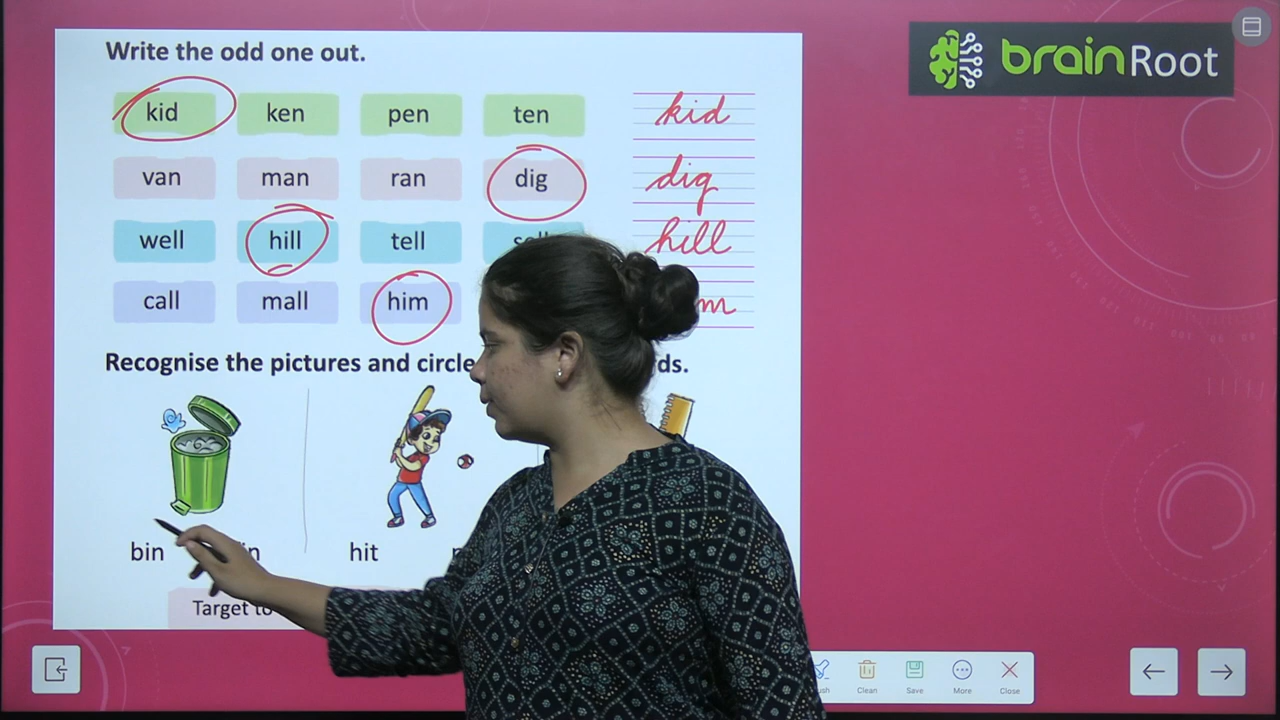 Write the odd one out.
brainRoot
kid ken pen ten kid
van man ran dig dig
well hill tell hill
call mall him
Recognise the pictures and circle
bin hit
Target to
Clean Save More Close